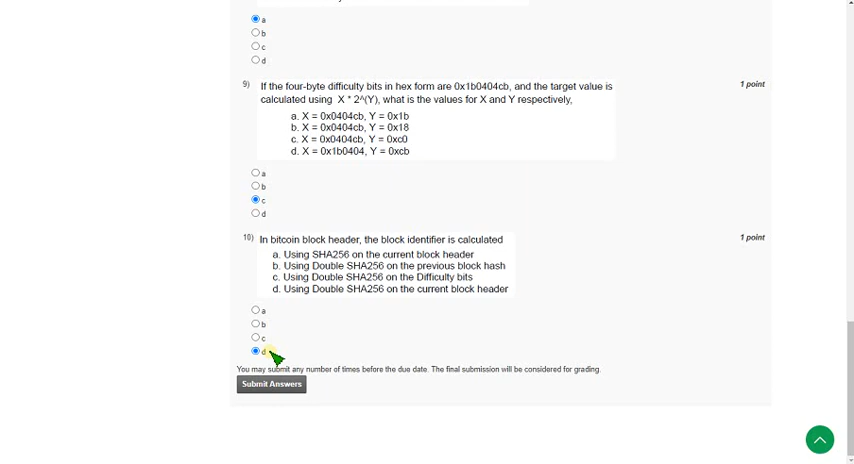 a
b
c
d
9) If the four-byte difficulty bits in hex form are 0x1b0404cb, and the target value is 1 point
calculated using X * 2^(Y), what is the values for X and Y respectively,
a. X = 0x0404cb, Y = 0x1b
b. X = 0x0404cb, Y = 0x18
c. X = 0x0404cb, Y = 0xc0
d. X = 0x1b0404, Y = 0xcb
a
b
c
d
10) In bitcoin block header, the block identifier is calculated 1 point
a. Using SHA256 on the current block header
b. Using Double SHA256 on the previous block hash
c. Using Double SHA256 on the Difficulty bits
d. Using Double SHA256 on the current block header
a
b
c
d
You may submit any number of times before the due date. The final submission will be considered for grading.
Submit Answers